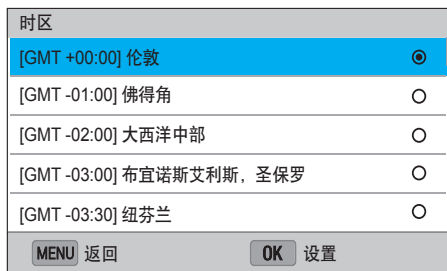 时区
[GMT +00:00] 伦敦
[GMT -01:00] 佛得角
[GMT -02:00] 大西洋中部
[GMT -03:00] 布宜诺斯艾利斯，圣保罗
[GMT -03:30] 纽芬兰
MENU 返回 OK 设置